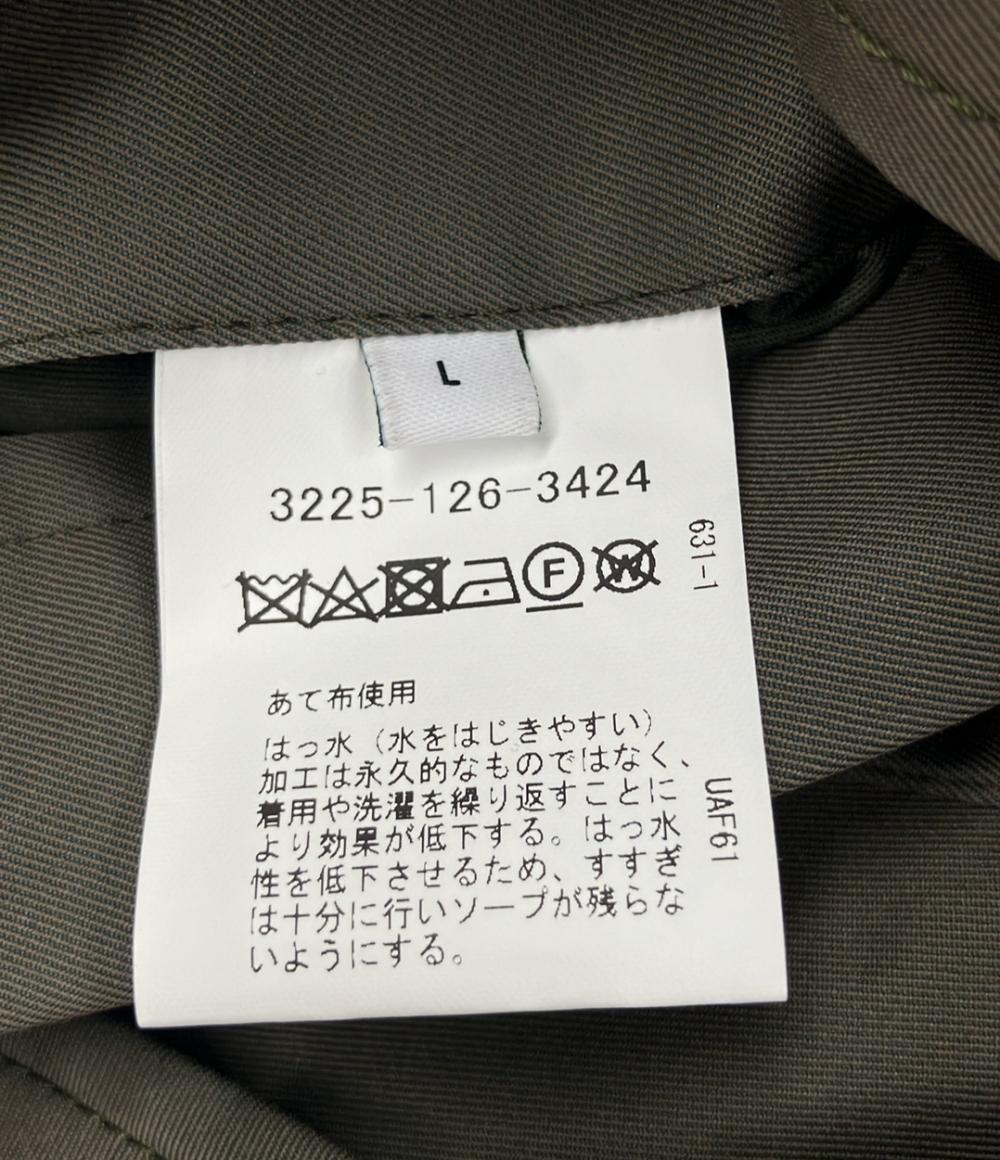 L
3225-126-3424
631-1
F W
あて布使用
はっ水（水をはじきやすい）
加工は永久的なものではなく、
着用や洗濯を繰り返すことに
より効果が低下する。はっ水
性を低下させるため、すすぎ
は十分に行いソープが残らな
いようにする。
UAF61